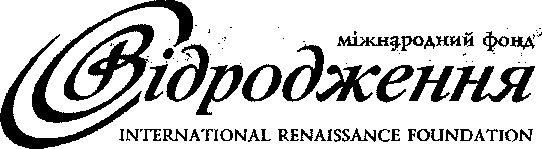 міжнародний фонд
Відродження
INTERNATIONAL RENAISSANCE FOUNDATION